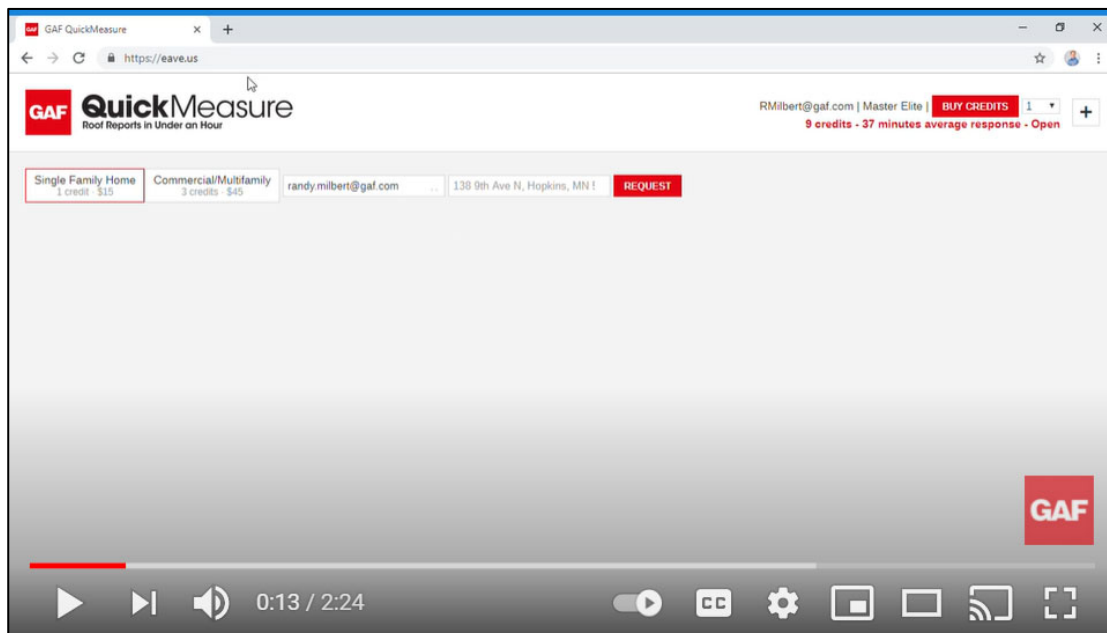 GAF QuickMeasure
https://eave.us
GAF
QuickMeasure
Roof Reports in Under an Hour
RMilbert@gaf.com | Master Elite | BUY CREDITS 1
9 credits - 37 minutes average response - Open
Single Family Home
1 credit - $15
Commercial/Multifamily
3 credits - $45
randy.milbert@gaf.com
138 9th Ave N, Hopkins, MN
REQUEST
GAF
0:13 / 2:24
CC